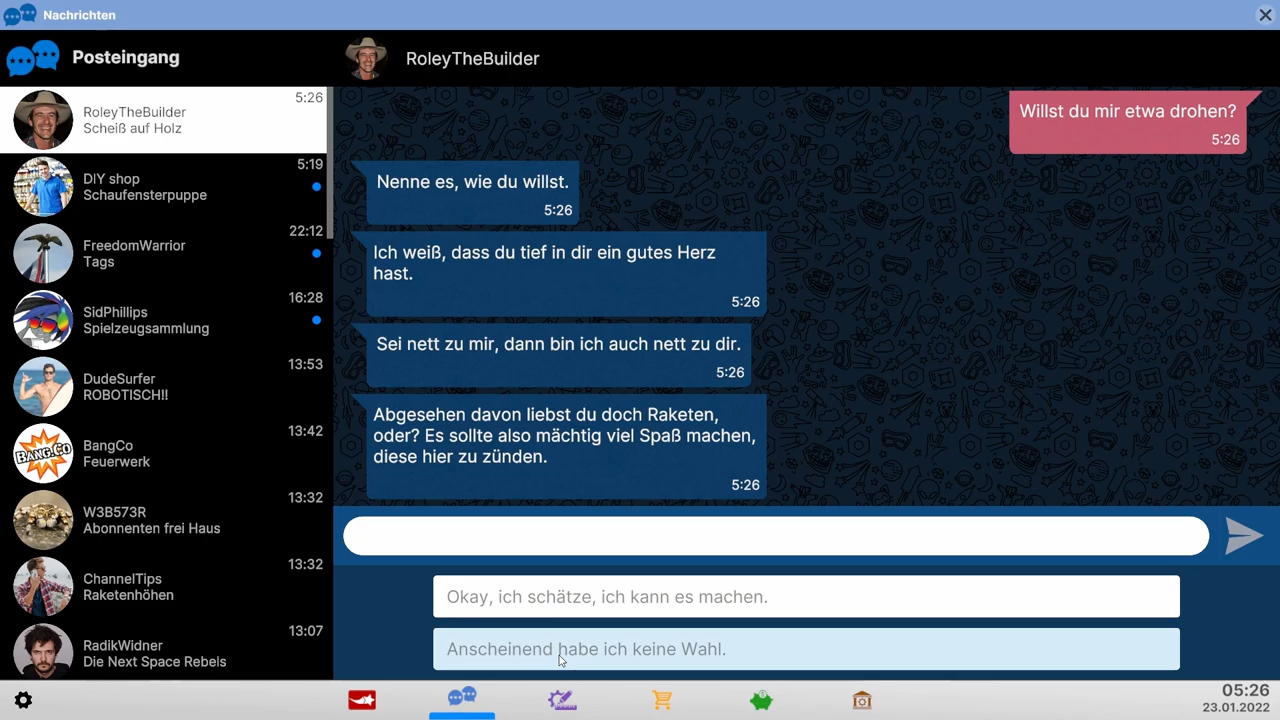 Nachrichten
Posteingang
RoleyTheBuilder
5:26
Scheiß auf Holz
5:19
DIY shop
Schaufensterpuppe
22:12
FreedomWarrior
Tags
16:28
SidPhillips
Spielzeugsammlung
13:53
DudeSurfer
ROBOTISCH!!
13:42
BANG.CO
BangCo
Feuerwerk
13:32
W3B573R
Abonnenten frei Haus
13:32
ChannelTips
Raketenhöhen
13:07
RadikWidner
Die Next Space Rebels
RoleyTheBuilder
Willst du mir etwa drohen?
5:26
Nenne es, wie du willst.
5:26
Ich weiß, dass du tief in dir ein gutes Herz
hast.
5:26
Sei nett zu mir, dann bin ich auch nett zu dir.
5:26
Abgesehen davon liebst du doch Raketen,
oder? Es sollte also mächtig viel Spaß machen,
diese hier zu zünden.
5:26
Okay, ich schätze, ich kann es machen.
Anscheinend habe ich keine Wahl.
05:26
23.01.2022